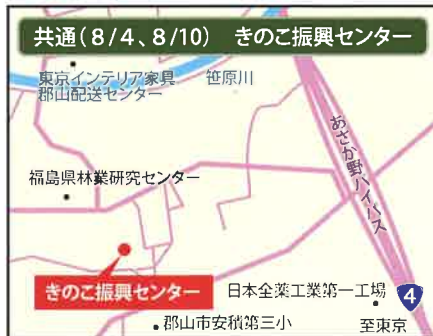 共通(8/4、8/10) きのこ振興センター
東京インテリア家具
郡山配送センター
笹原川
あさか野バイパス
福島県林業研究センター
きのこ振興センター
日本全薬工業第一工場
4
郡山市安積第三小
至東京